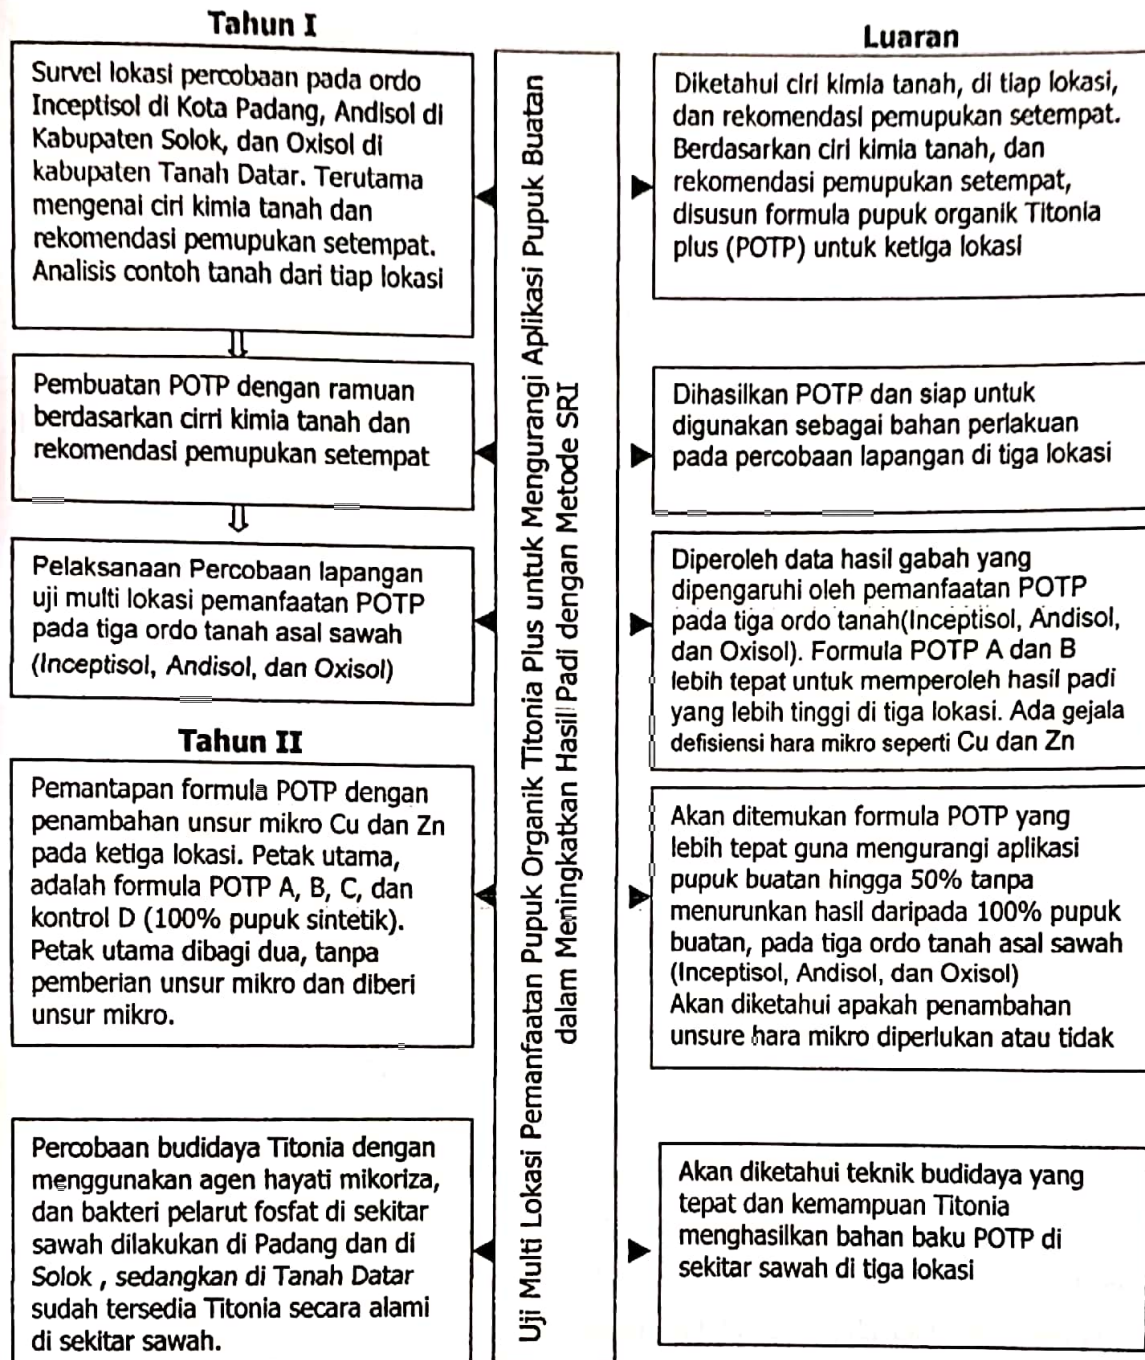 Tahun I
Survei lokasi percobaan pada ordo
Inceptisol di Kota Padang, Andisol di
Kabupaten Solok, dan Oxisol di
kabupaten Tanah Datar. Terutama
mengenai ciri kimia tanah dan
rekomendasi pemupukan setempat.
Analisis contoh tanah dari tiap lokasi
Pembuatan POTP dengan ramuan
berdasarkan cirri kimia tanah dan
rekomendasi pemupukan setempat
Pelaksanaan Percobaan lapangan
uji multi lokasi pemanfaatan POTP
pada tiga ordo tanah asal sawah
(Inceptisol, Andisol, dan Oxisol)
Tahun II
Pemantapan formula POTP dengan
penambahan unsur mikro Cu dan Zn
pada ketiga lokasi. Petak utama,
adalah formula POTP A, B, C, dan
kontrol D (100% pupuk sintetik).
Petak utama dibagi dua, tanpa
pemberian unsur mikro dan diberi
unsur mikro.
Percobaan budidaya Titonia dengan
menggunakan agen hayati mikoriza,
dan bakteri pelarut fosfat di sekitar
sawah dilakukan di Padang dan di
Solok , sedangkan di Tanah Datar
sudah tersedia Titonia secara alami
di sekitar sawah.
Uji Multi Lokasi Pemanfaatan Pupuk Organik Titonia Plus untuk Mengurangi Aplikasi Pupuk Buatan
dalam Meningkatkan Hasil Padi dengan Metode SRI
Luaran
Diketahui ciri kimia tanah, di tiap lokasi,
dan rekomendasi pemupukan setempat.
Berdasarkan ciri kimia tanah, dan
rekomendasi pemupukan setempat,
disusun formula pupuk organik Titonia
plus (POTP) untuk ketiga lokasi
Dihasilkan POTP dan siap untuk
digunakan sebagai bahan perlakuan
pada percobaan lapangan di tiga lokasi
Diperoleh data hasil gabah yang
dipengaruhi oleh pemanfaatan POTP
pada tiga ordo tanah(Inceptisol, Andisol,
dan Oxisol). Formula POTP A dan B
lebih tepat untuk memperoleh hasil padi
yang lebih tinggi di tiga lokasi. Ada gejala
defisiensi hara mikro seperti Cu dan Zn
Akan ditemukan formula POTP yang
lebih tepat guna mengurangi aplikasi
pupuk buatan hingga 50% tanpa
menurunkan hasil daripada 100% pupuk
buatan, pada tiga ordo tanah asal sawah
(Inceptisol, Andisol, dan Oxisol)
Akan diketahui apakah penambahan
unsure hara mikro diperlukan atau tidak
Akan diketahui teknik budidaya yang
tepat dan kemampuan Titonia
menghasilkan bahan baku POTP di
sekitar sawah di tiga lokasi